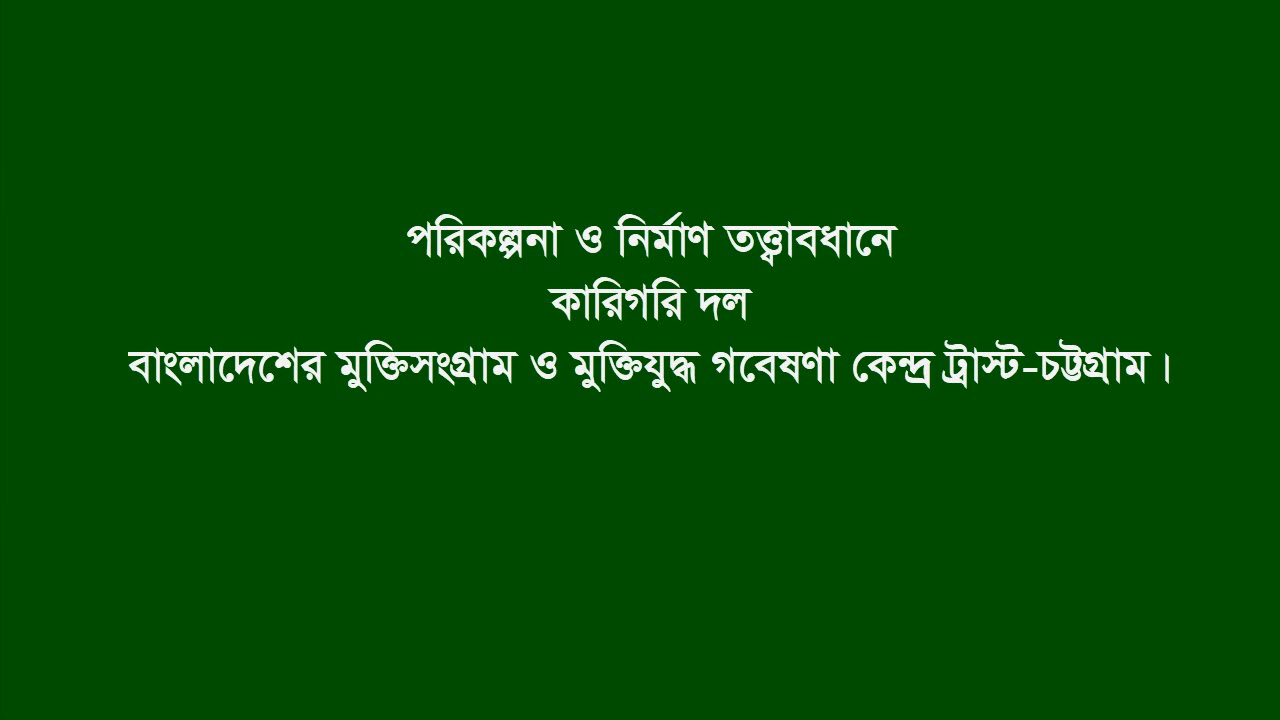 পরিকল্পনা ও নির্মাণ তত্ত্বাবধানে
কারিগরি দল
বাংলাদেশের মুক্তিসংগ্রাম ও মুক্তিযুদ্ধ গবেষণা কেন্দ্র ট্রাস্ট-চট্টগ্রাম।